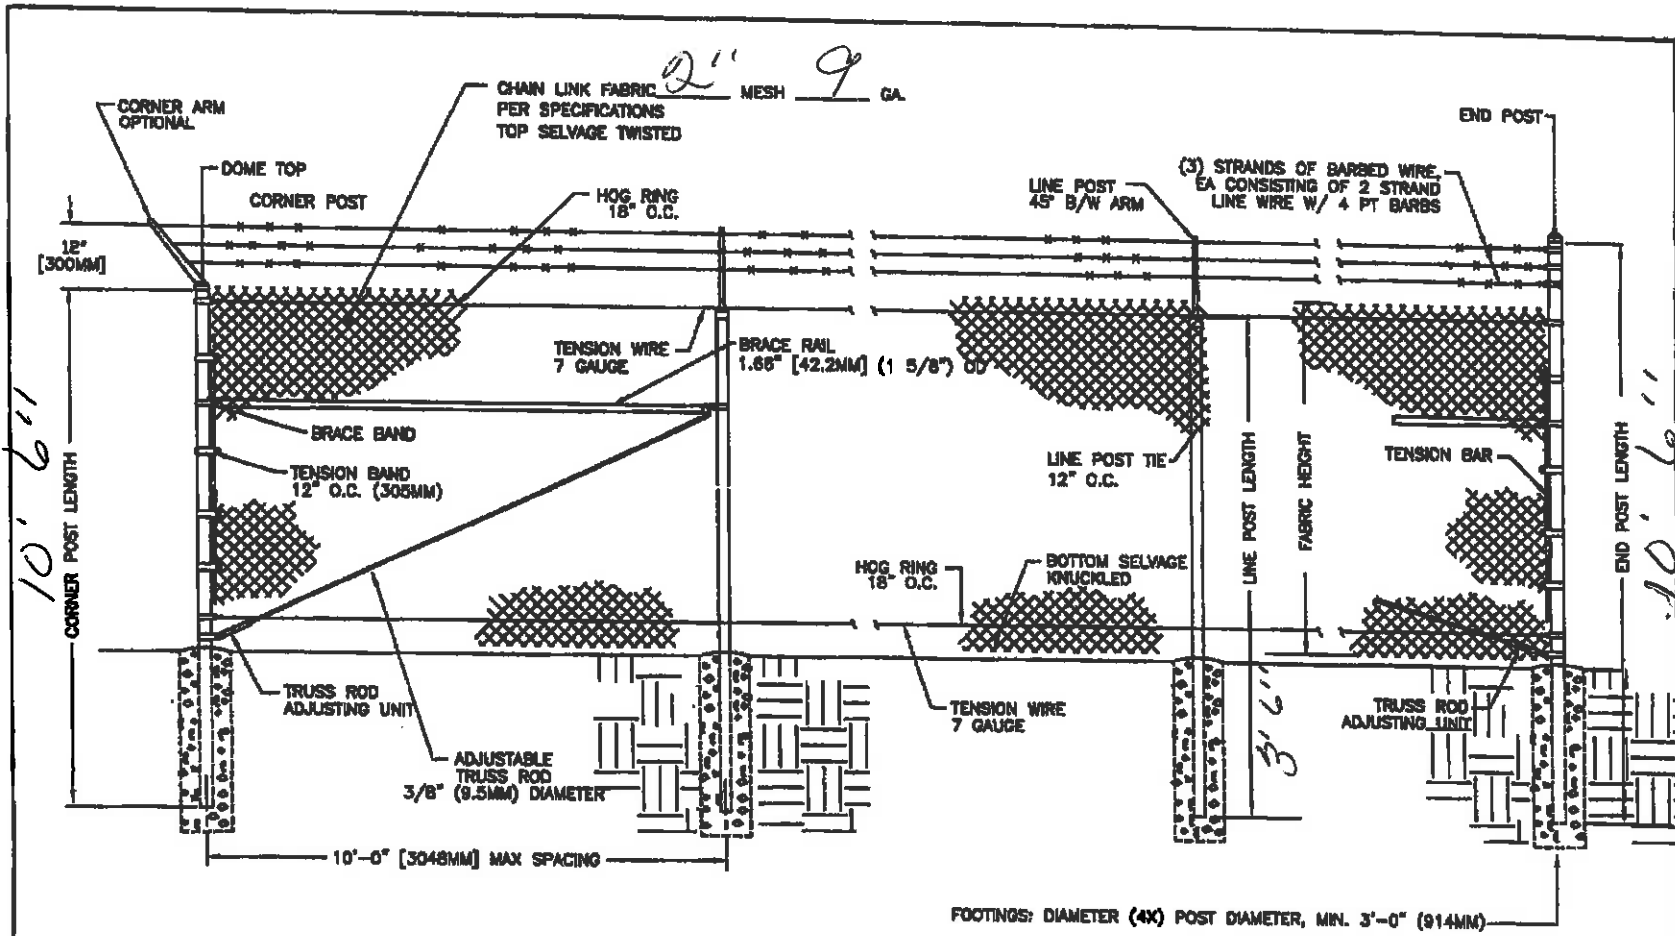 CHAIN LINK FABRIC 2" MESH 9 GA.
PER SPECIFICATIONS
TOP SELVAGE TWISTED
CORNER ARM
OPTIONAL
DOME TOP
CORNER POST
HOG RING
18" O.C.
END POST
(3) STRANDS OF BARBED WIRE,
EA CONSISTING OF 2 STRAND
LINE WIRE W/ 4 PT BARBS
LINE POST
45° B/W ARM
12"
[300MM]
TENSION WIRE
7 GAUGE
BRACE RAIL
1.66" [42.2MM] (1 5/8") OD
BRACE BAND
TENSION BAND
12" O.C. (305MM)
10' 6"
CORNER POST LENGTH
LINE POST TIE
12" O.C.
LINE POST LENGTH
FABRIC HEIGHT
TENSION BAR
END POST LENGTH
10' 6"
HOG RING
18" O.C.
BOTTOM SELVAGE
KNUCKLED
TRUSS ROD
ADJUSTING UNIT
ADJUSTABLE
TRUSS ROD
3/8" (9.5MM) DIAMETER
TENSION WIRE
7 GAUGE
3' 6"
TRUSS ROD
ADJUSTING UNIT
10'-0" [3048MM] MAX SPACING
FOOTINGS: DIAMETER (4X) POST DIAMETER, MIN. 3'-0" (914MM)